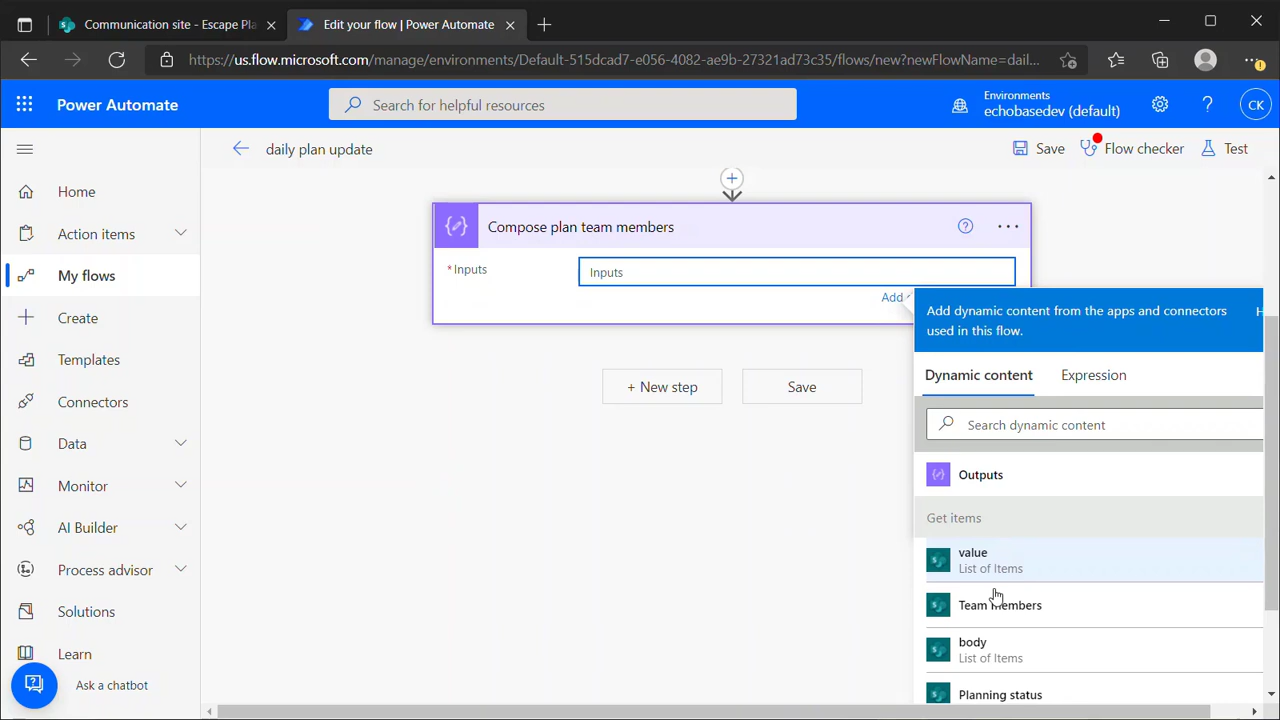 Communication site - Escape Pla
Edit your flow | Power Automate
https://us.flow.microsoft.com/manage/environments/Default-515dcad7-e056-4082-ae9b-27321ad73c35/flows/new?newFlowName=dail...
Power Automate
Search for helpful resources
Environments
echobasedev (default)
CK
daily plan update
Save
Flow checker
Test
Home
Action items
My flows
Create
Templates
Connectors
Data
Monitor
AI Builder
Process advisor
Solutions
Learn
Ask a chatbot
Compose plan team members
* Inputs
Inputs
Add
+ New step
Save
Add dynamic content from the apps and connectors
used in this flow.
H
Dynamic content
Expression
Search dynamic content
Outputs
Get items
value
List of Items
Team Members
body
List of Items
Planning status